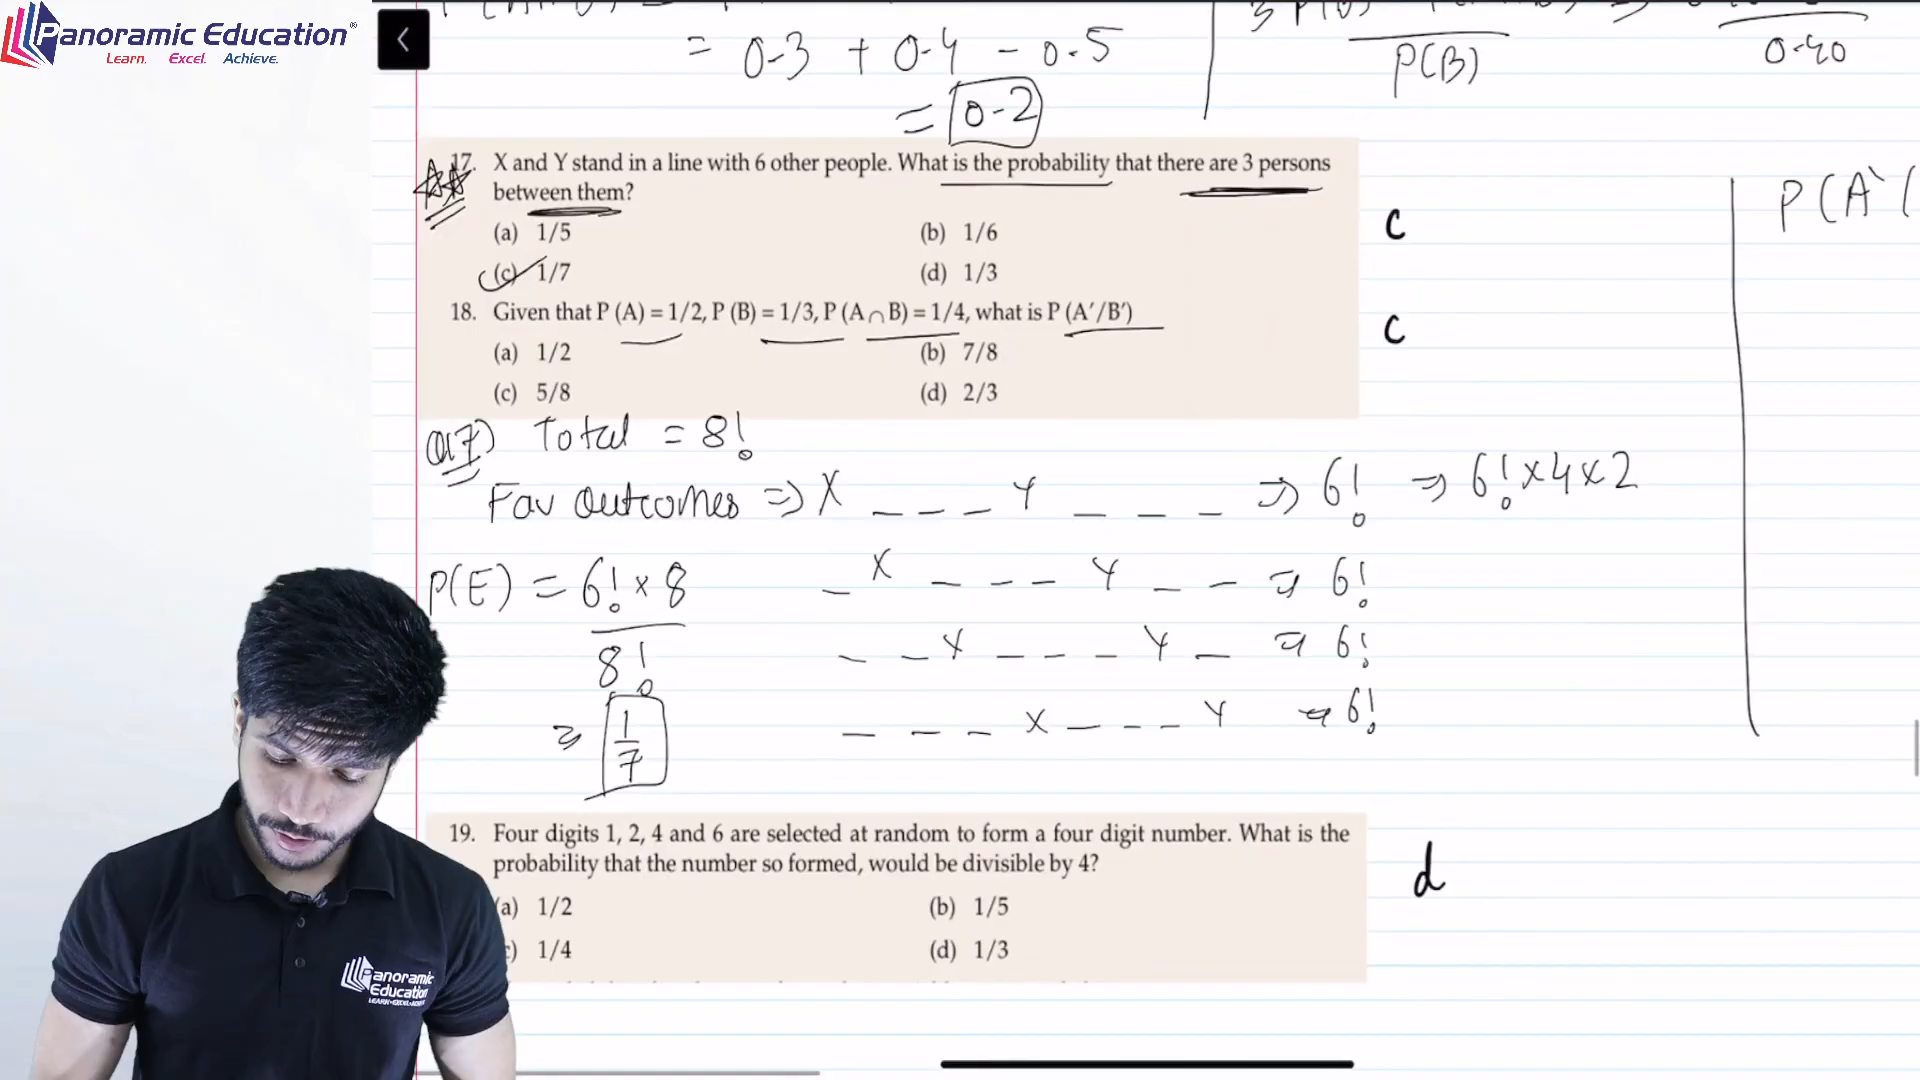 Panoramic Education®
Learn. Excel. Achieve.
= 0.3 + 0.4 - 0.5
= 0.2
P(B)
0.40
17. X and Y stand in a line with 6 other people. What is the probability that there are 3 persons
between them?
(a) 1/5 (b) 1/6
(c) 1/7 (d) 1/3
C
P(A`(
18. Given that P (A) = 1/2, P (B) = 1/3, P (A∩B) = 1/4, what is P (A′/B′)
(a) 1/2 (b) 7/8
(c) 5/8 (d) 2/3
C
Q17) Total = 8!
Fav Outcomes => X _ _ _ Y _ _ _ => 6! => 6! x 4 x 2
P(E) = 6! x 8
8!
_ X _ _ _ Y _ _ => 6!
_ _ X _ _ _ Y _ => 6!
_ _ _ X _ _ _ Y => 6!
=> 1
7
19. Four digits 1, 2, 4 and 6 are selected at random to form a four digit number. What is the
probability that the number so formed, would be divisible by 4?
a) 1/2 (b) 1/5
) 1/4 (d) 1/3
d
Panoramic
Education
LEARN•EXCEL•ACHIEVE